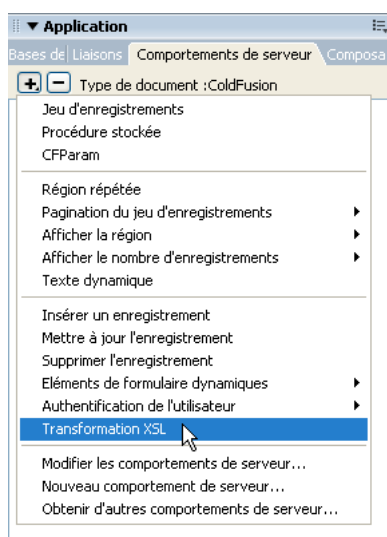 Application
Bases de Liaisons Comportements de serveur Composa
Type de document :ColdFusion
Jeu d'enregistrements
Procédure stockée
CFParam
Région répétée
Pagination du jeu d'enregistrements
Afficher la région
Afficher le nombre d'enregistrements
Texte dynamique
Insérer un enregistrement
Mettre à jour l'enregistrement
Supprimer l'enregistrement
Eléments de formulaire dynamiques
Authentification de l'utilisateur
Transformation XSL
Modifier les comportements de serveur...
Nouveau comportement de serveur...
Obtenir d'autres comportements de serveur...